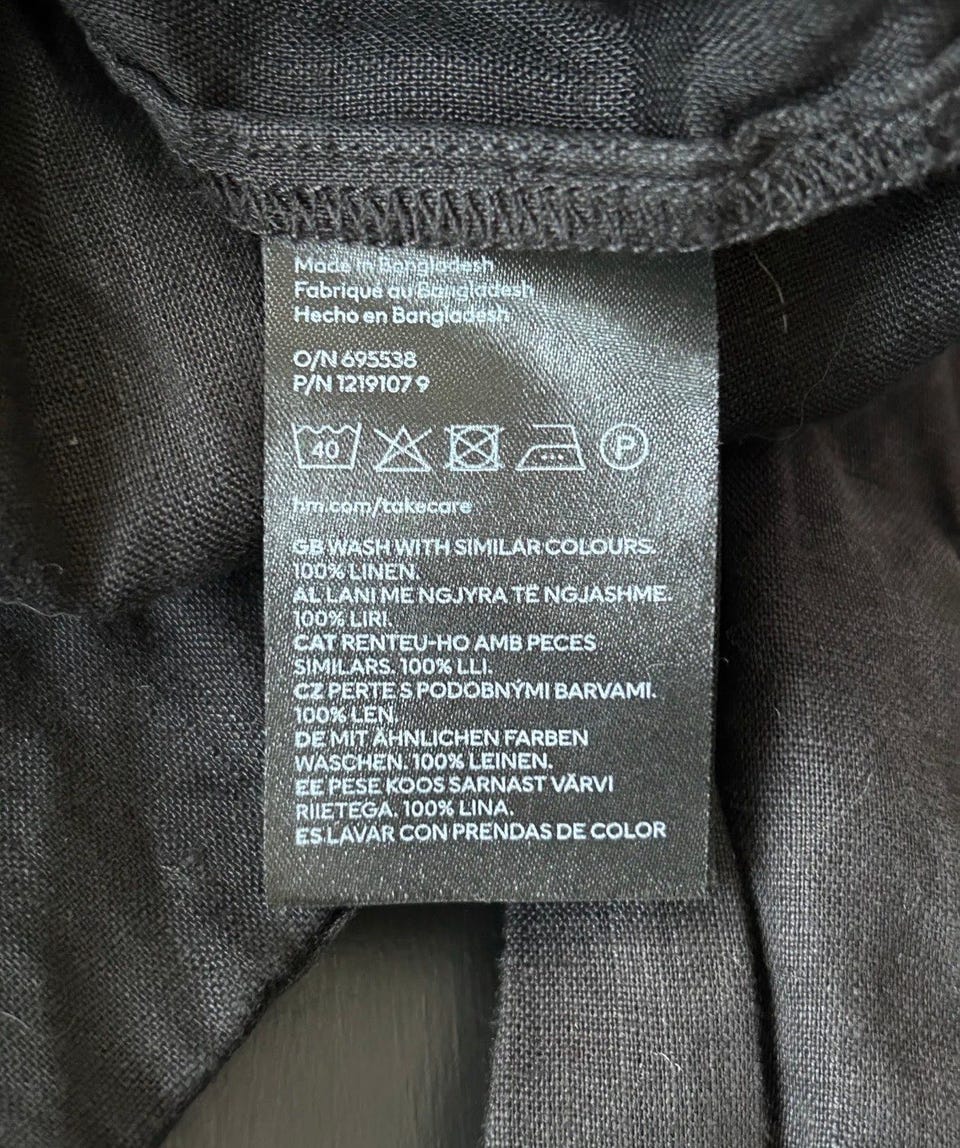 Made in Bangladesh
Fabriqué au Bangladesh
Hecho en Bangladesh
O/N 695538
P/N 1219107 9
40 P
hm.com/takecare
GB WASH WITH SIMILAR COLOURS.
100% LINEN.
AL LANI ME NGJYRA TË NGJASHME.
100% LIRI.
CAT RENTEU-HO AMB PECES
SIMILARS. 100% LLI.
CZ PERTE S PODOBNÝMI BARVAMI.
100% LEN.
DE MIT ÄHNLICHEN FARBEN
WASCHEN. 100% LEINEN.
EE PESE KOOS SARNAST VÄRVI
RIIETEGA. 100% LINA.
ES LAVAR CON PRENDAS DE COLOR